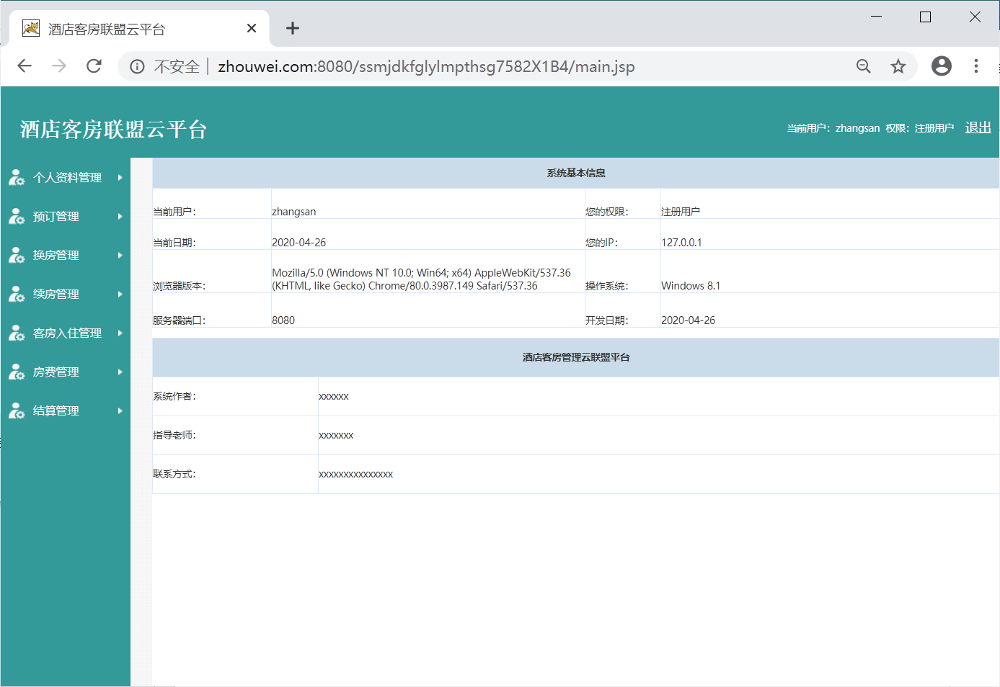 酒店客房联盟云平台
不安全 | zhouwei.com:8080/ssmjdkfglylmpthsg7582X1B4/main.jsp
酒店客房联盟云平台
当前用户：zhangsan 权限：注册用户 退出
个人资料管理
预订管理
换房管理
续房管理
客房入住管理
房费管理
结算管理
系统基本信息
当前用户： zhangsan 您的权限： 注册用户
当前日期： 2020-04-26 您的IP： 127.0.0.1
浏览器版本： Mozilla/5.0 (Windows NT 10.0; Win64; x64) AppleWebKit/537.36
(KHTML, like Gecko) Chrome/80.0.3987.149 Safari/537.36 操作系统： Windows 8.1
服务器端口： 8080 开发日期： 2020-04-26
酒店客房管理云联盟平台
系统作者： xxxxxx
指导老师： xxxxxxx
联系方式： xxxxxxxxxxxxxxx